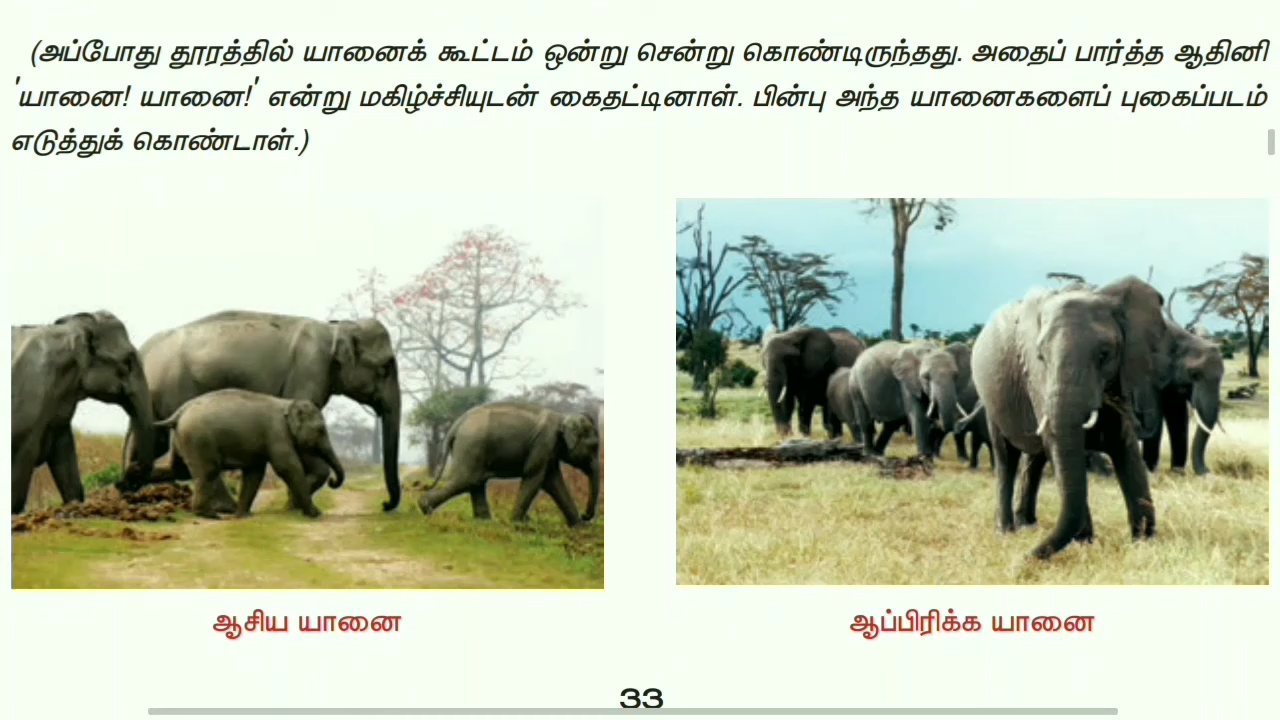 (அப்போது தூரத்தில் யானைக் கூட்டம் ஒன்று சென்று கொண்டிருந்தது. அதைப் பார்த்த ஆதினி
'யானை! யானை!' என்று மகிழ்ச்சியுடன் கைதட்டினாள். பின்பு அந்த யானைகளைப் புகைப்படம்
எடுத்துக் கொண்டாள்.)
ஆசிய யானை
ஆப்பிரிக்க யானை
33